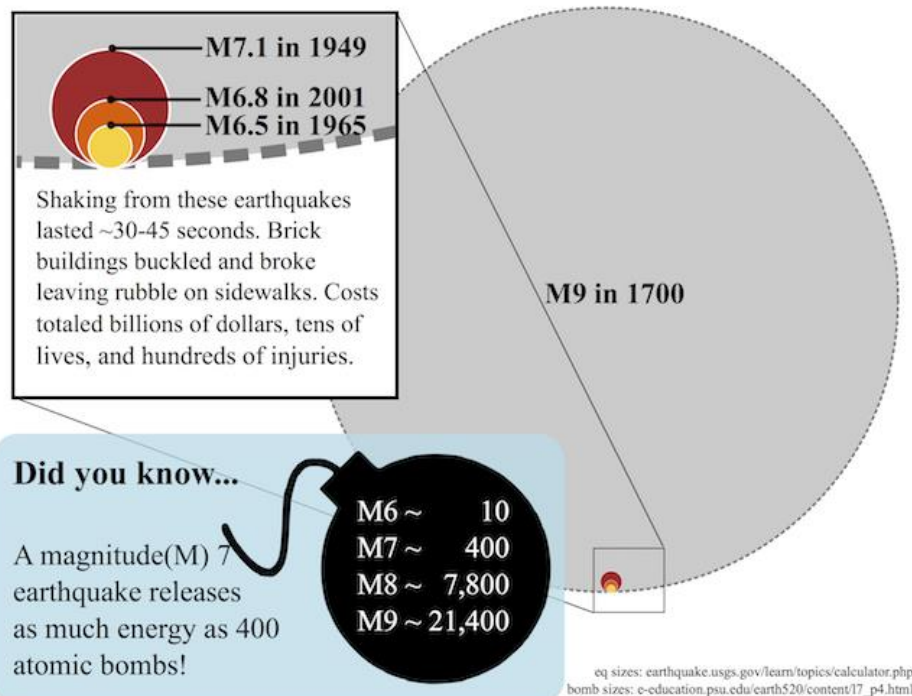 M7.1 in 1949
M6.8 in 2001
M6.5 in 1965
Shaking from these earthquakes
lasted ~30-45 seconds. Brick
buildings buckled and broke
leaving rubble on sidewalks. Costs
totaled billions of dollars, tens of
lives, and hundreds of injuries.
M9 in 1700
Did you know...
A magnitude(M) 7
earthquake releases
as much energy as 400
atomic bombs!
M6 ~ 10
M7 ~ 400
M8 ~ 7,800
M9 ~ 21,400
eq sizes: earthquake.usgs.gov/learn/topics/calculator.php
bomb sizes: e-education.psu.edu/earth520/content/l7_p4.html